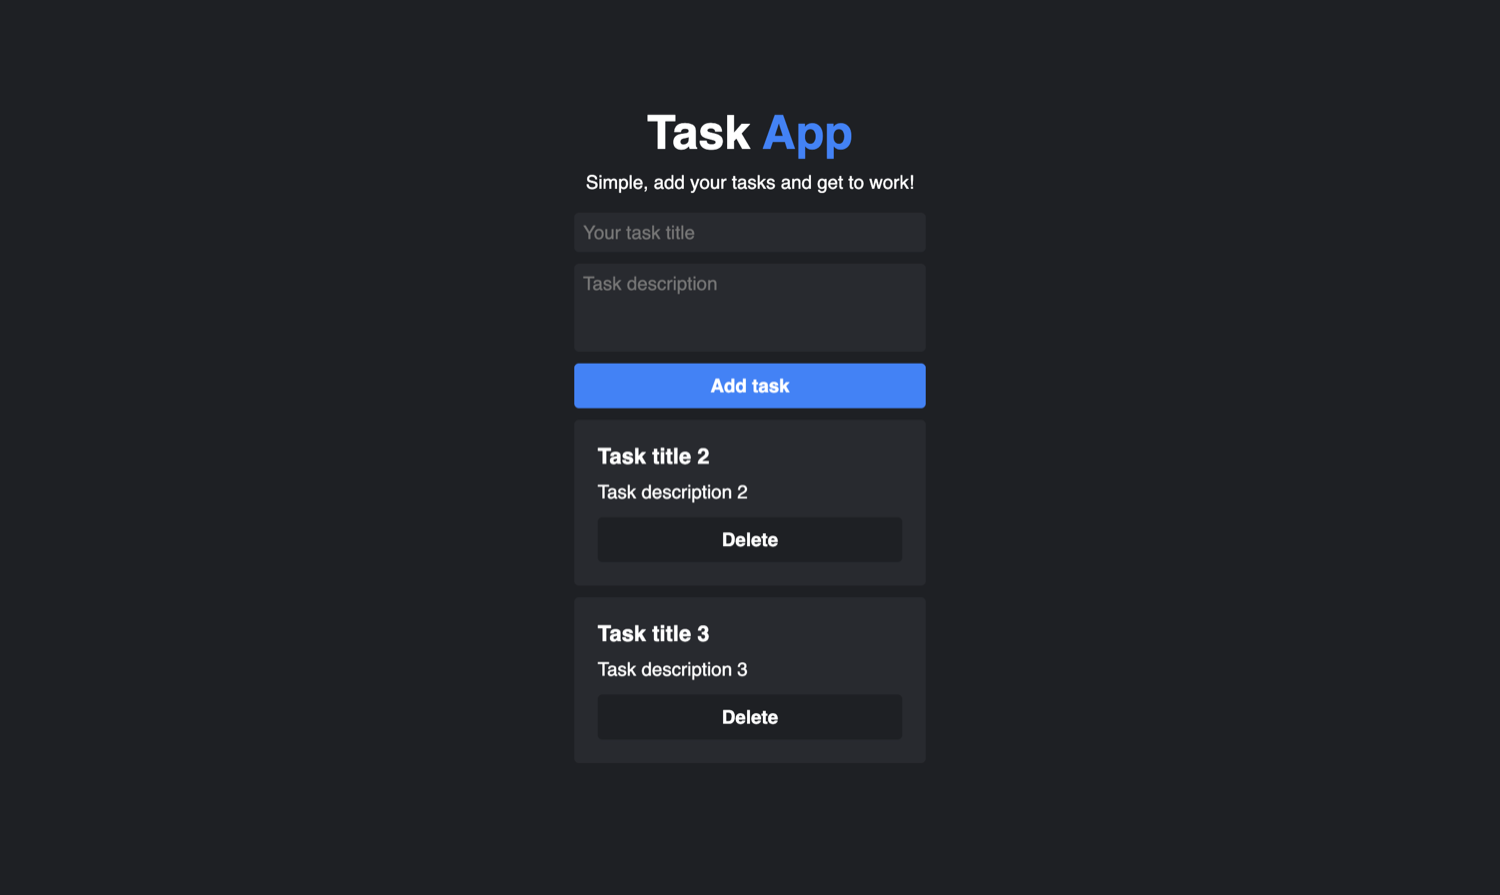 Task App
Simple, add your tasks and get to work!
Your task title
Task description
Add task
Task title 2
Task description 2
Delete
Task title 3
Task description 3
Delete